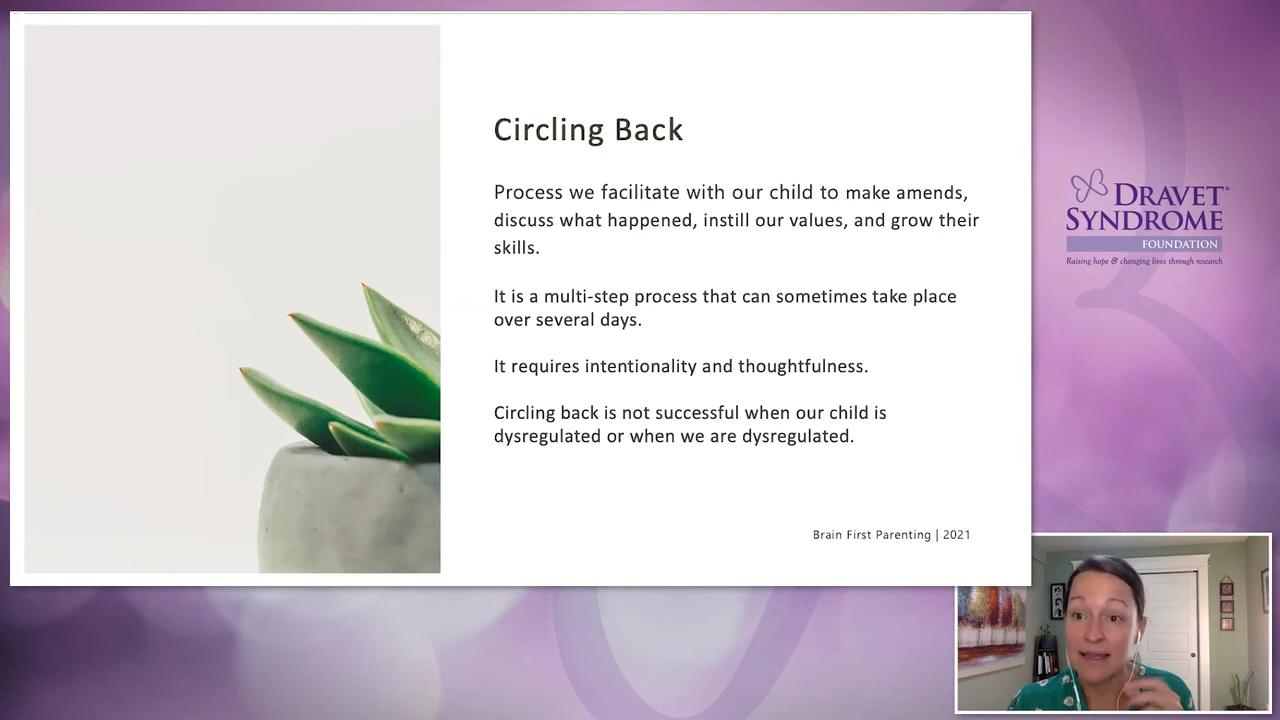 Circling Back
Process we facilitate with our child to make amends,
discuss what happened, instill our values, and grow their
skills.
It is a multi-step process that can sometimes take place
over several days.
It requires intentionality and thoughtfulness.
Circling back is not successful when our child is
dysregulated or when we are dysregulated.
Brain First Parenting | 2021
DRAVET®
SYNDROME
FOUNDATION
Raising hope & changing lives through research